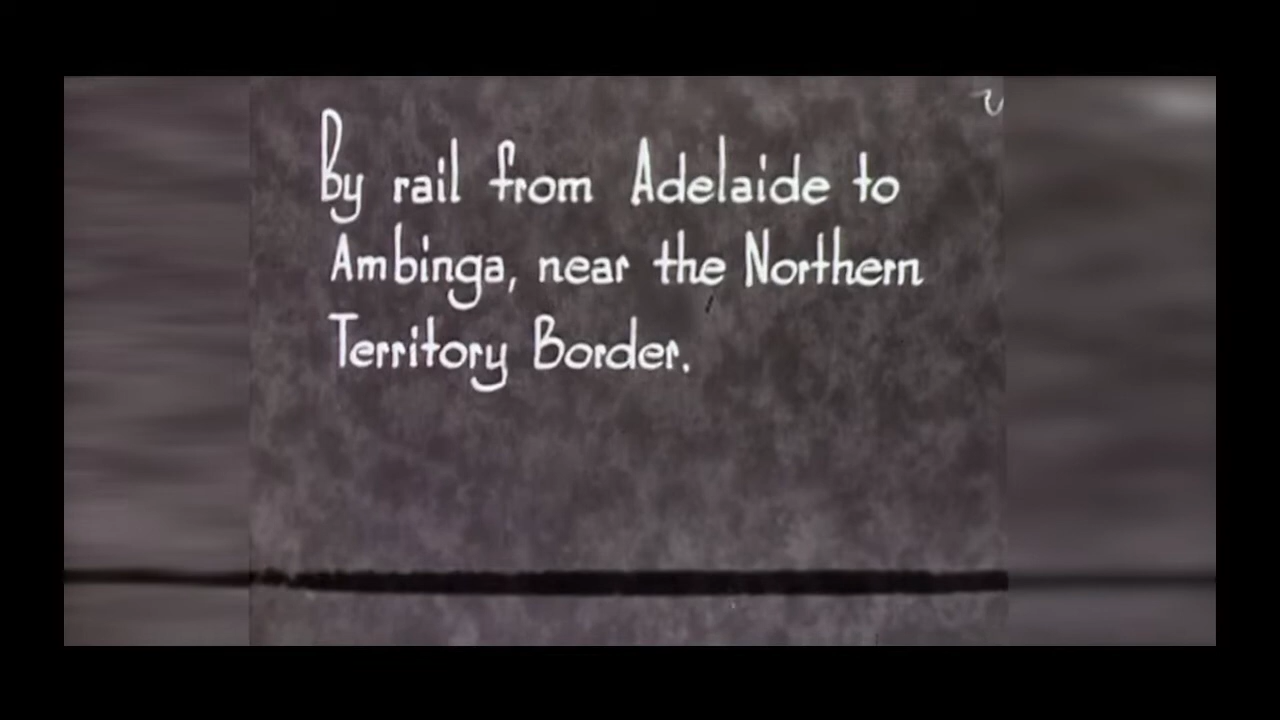 By rail from Adelaide to
Ambinga, near the Northern
Territory Border.